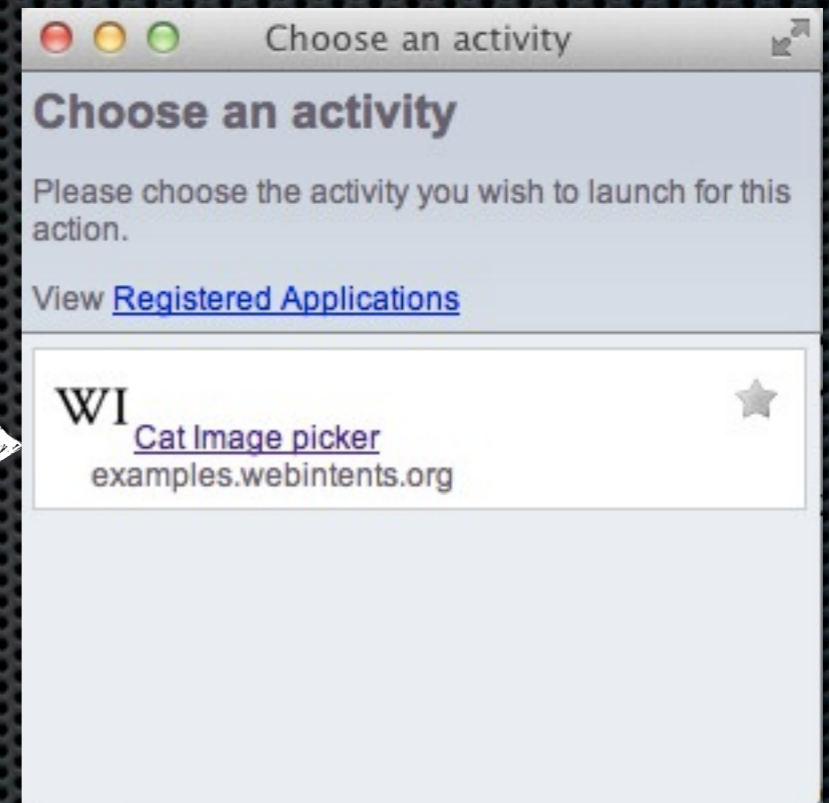 Choose an activity
Choose an activity
Please choose the activity you wish to launch for this
action.
View Registered Applications
WI
Cat Image picker
examples.webintents.org